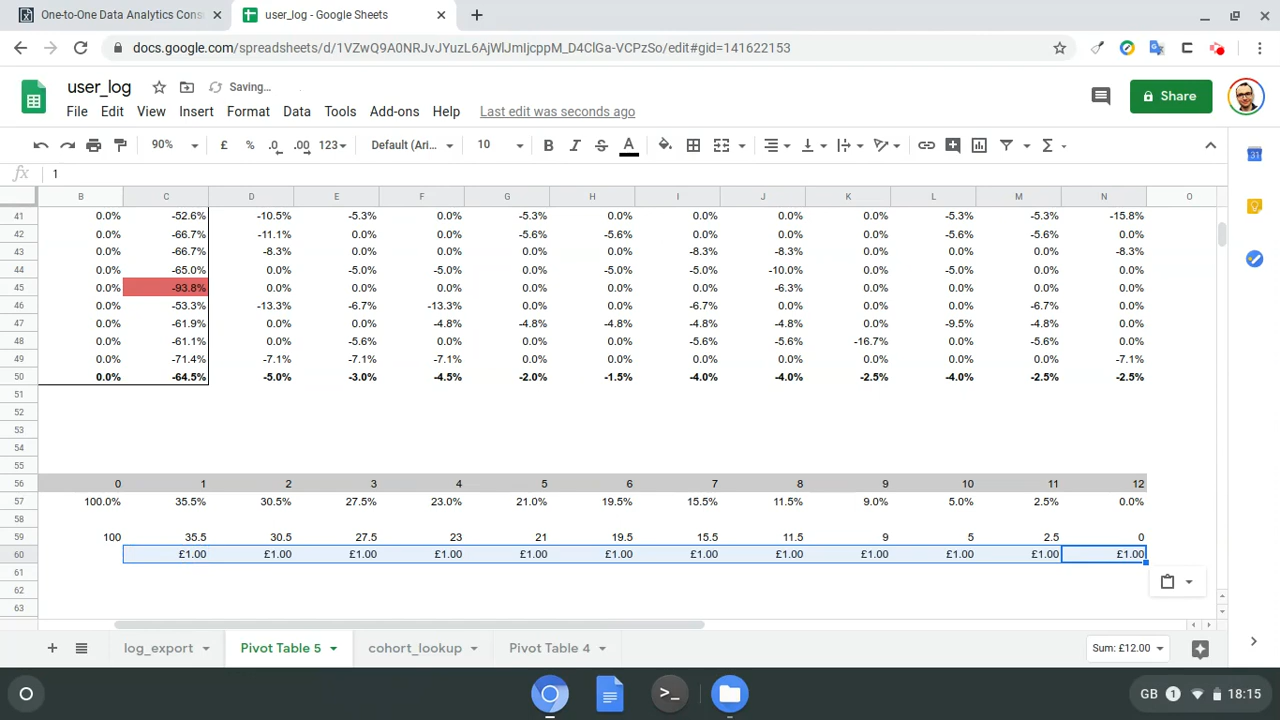 One-to-One Data Analytics Cons
user_log - Google Sheets
docs.google.com/spreadsheets/d/1VZwQ9A0NRJvJYuzL6AjWlJmIjcppM_D4ClGa-VCPzSo/edit#gid=141622153
user_log
Saving...
File Edit View Insert Format Data Tools Add-ons Help Last edit was seconds ago
Share
90% £ % .0 .00 123 Default (Ari... 10 B I S A
fx 1
B C D E F G H I J K L M N O
41 0.0% -52.6% -10.5% -5.3% 0.0% -5.3% 0.0% 0.0% 0.0% 0.0% -5.3% -5.3% -15.8%
42 0.0% -66.7% -11.1% 0.0% 0.0% -5.6% -5.6% 0.0% 0.0% 0.0% -5.6% -5.6% 0.0%
43 0.0% -66.7% -8.3% 0.0% 0.0% 0.0% 0.0% -8.3% -8.3% 0.0% 0.0% 0.0% -8.3%
44 0.0% -65.0% 0.0% -5.0% -5.0% 0.0% -5.0% -5.0% -10.0% 0.0% -5.0% 0.0% 0.0%
45 0.0% -93.8% 0.0% 0.0% 0.0% 0.0% 0.0% 0.0% -6.3% 0.0% 0.0% 0.0% 0.0%
46 0.0% -53.3% -13.3% -6.7% -13.3% 0.0% 0.0% -6.7% 0.0% 0.0% 0.0% -6.7% 0.0%
47 0.0% -61.9% 0.0% 0.0% -4.8% -4.8% -4.8% -4.8% -4.8% 0.0% -9.5% -4.8% 0.0%
48 0.0% -61.1% 0.0% -5.6% 0.0% 0.0% 0.0% -5.6% -5.6% -16.7% 0.0% -5.6% 0.0%
49 0.0% -71.4% -7.1% -7.1% -7.1% 0.0% 0.0% 0.0% 0.0% 0.0% 0.0% 0.0% -7.1%
50 0.0% -64.5% -5.0% -3.0% -4.5% -2.0% -1.5% -4.0% -4.0% -2.5% -4.0% -2.5% -2.5%
51
52
53
54
55
56 0 1 2 3 4 5 6 7 8 9 10 11 12
57 100.0% 35.5% 30.5% 27.5% 23.0% 21.0% 19.5% 15.5% 11.5% 9.0% 5.0% 2.5% 0.0%
58
59 100 35.5 30.5 27.5 23 21 19.5 15.5 11.5 9 5 2.5 0
60 £1.00 £1.00 £1.00 £1.00 £1.00 £1.00 £1.00 £1.00 £1.00 £1.00 £1.00 £1.00
61
62
63
log_export Pivot Table 5 cohort_lookup Pivot Table 4 Sum: £12.00
31
GB 1 18:15